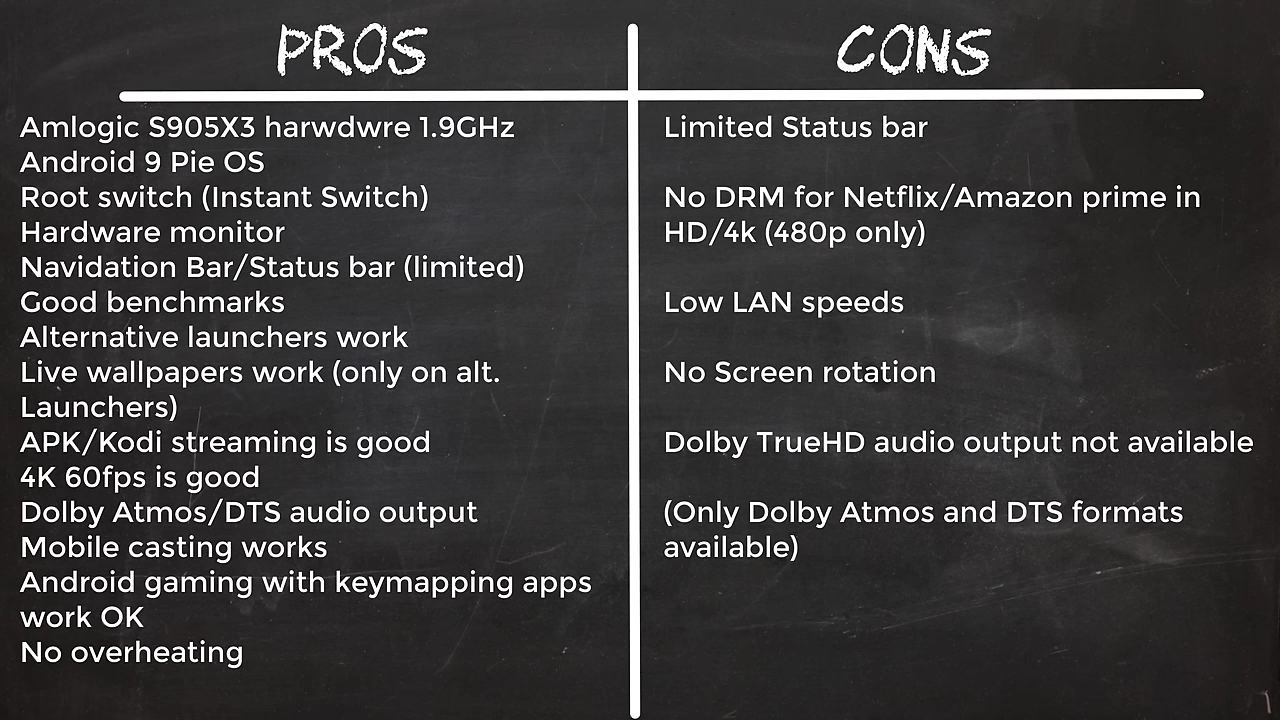 PROS
Amlogic S905X3 harwdwre 1.9GHz
Android 9 Pie OS
Root switch (Instant Switch)
Hardware monitor
Navidation Bar/Status bar (limited)
Good benchmarks
Alternative launchers work
Live wallpapers work (only on alt.
Launchers)
APK/Kodi streaming is good
4K 60fps is good
Dolby Atmos/DTS audio output
Mobile casting works
Android gaming with keymapping apps
work OK
No overheating
CONS
Limited Status bar
No DRM for Netflix/Amazon prime in
HD/4k (480p only)
Low LAN speeds
No Screen rotation
Dolby TrueHD audio output not available
(Only Dolby Atmos and DTS formats
available)